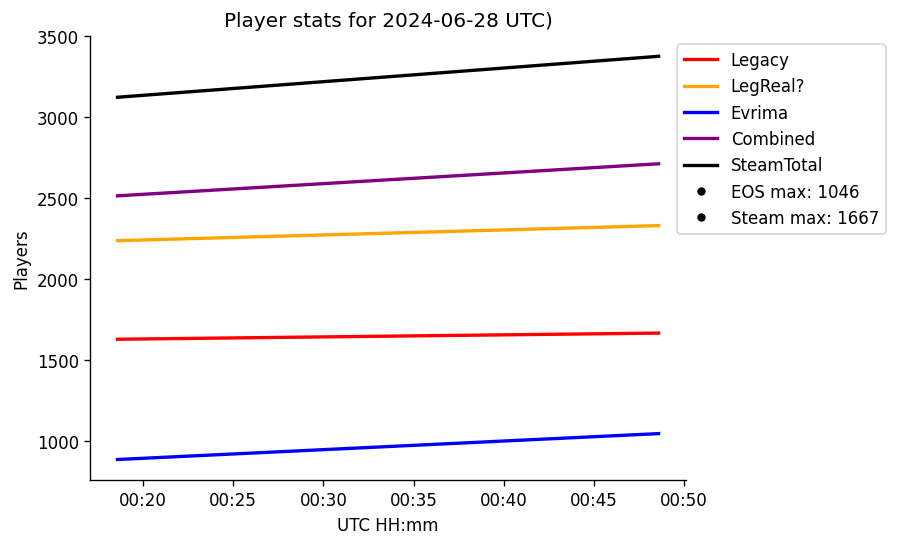 Player stats for 2024-06-28 UTC)
3500
3000
2500
2000
1500
1000
Players
00:20
00:25
00:30
00:35
00:40
00:45
00:50
UTC HH:mm
Legacy
LegReal?
Evrima
Combined
SteamTotal
EOS max: 1046
Steam max: 1667